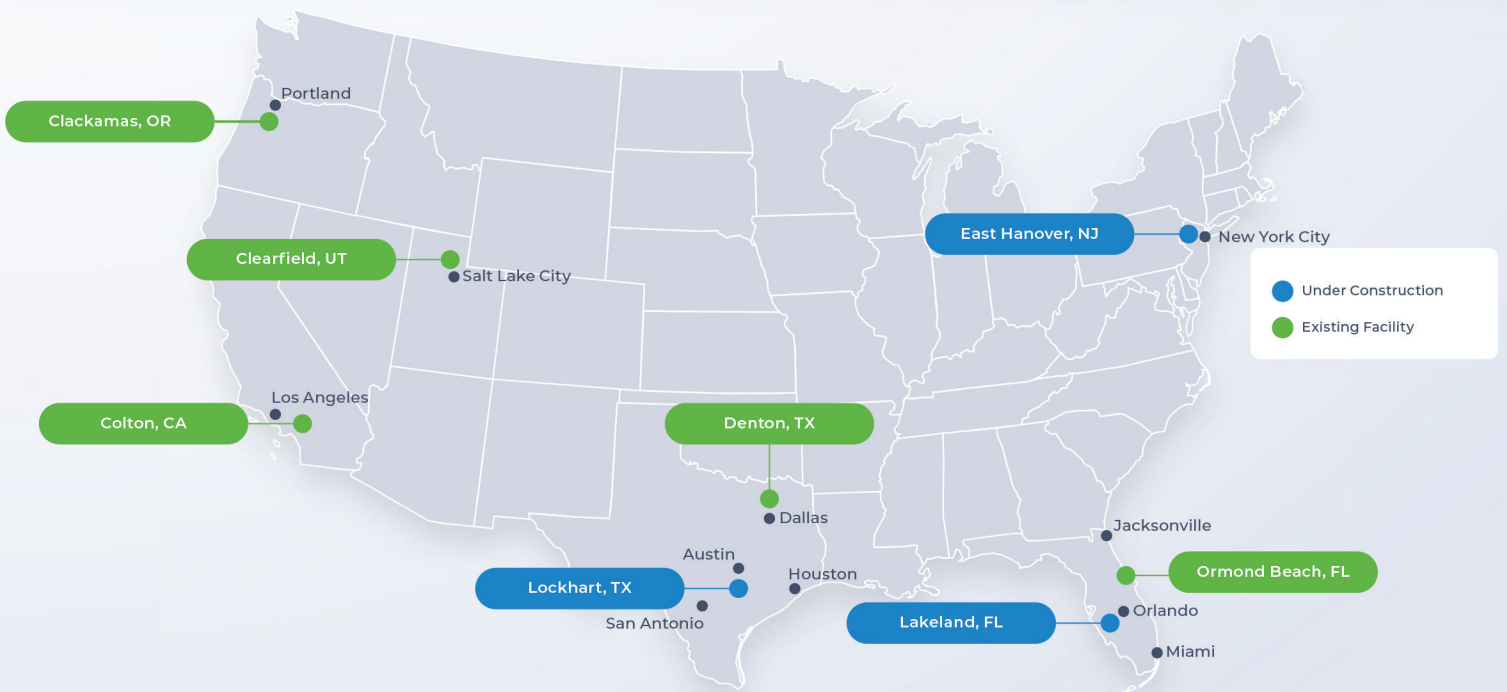 Portland
Clackamas, OR
East Hanover, NJ
New York City
Clearfield, UT
Salt Lake City
Under Construction
Existing Facility
Los Angeles
Colton, CA
Denton, TX
Dallas
Jacksonville
Austin
Houston
Ormond Beach, FL
Lockhart, TX
San Antonio
Orlando
Lakeland, FL
Miami